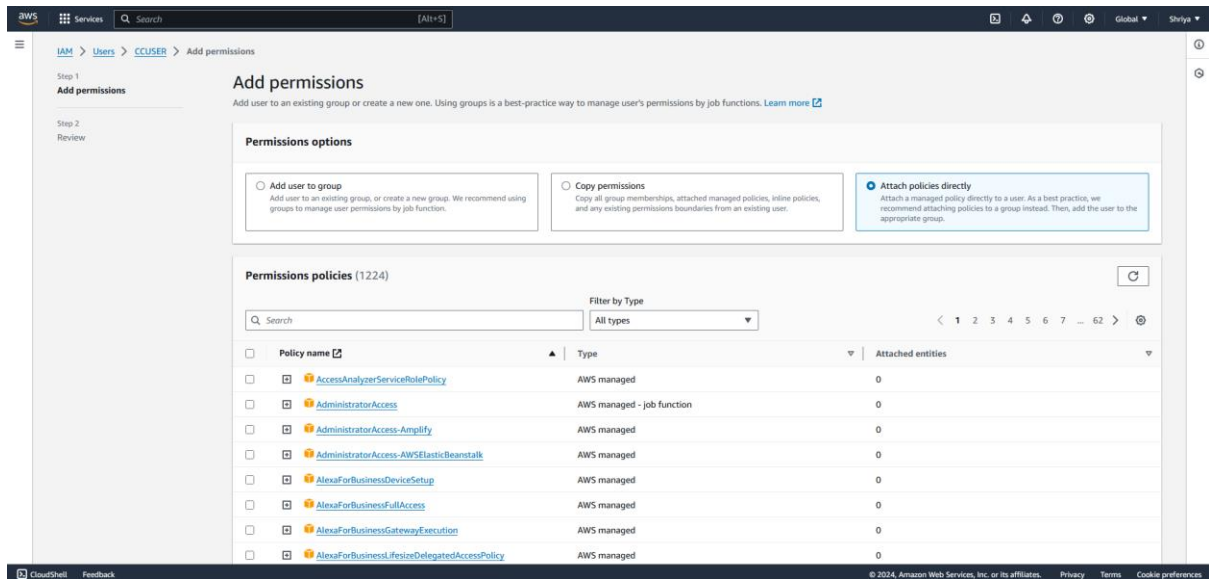 aws Services Search [Alt+S] Global Shriya
IAM > Users > CCUSER > Add permissions
Step 1
Add permissions
Step 2
Review
Add permissions
Add user to an existing group or create a new one. Using groups is a best-practice way to manage user's permissions by job functions. Learn more
Permissions options
Add user to group
Add user to an existing group, or create a new group. We recommend using
groups to manage user permissions by job function.
Copy permissions
Copy all group memberships, attached managed policies, inline policies,
and any existing permissions boundaries from an existing user.
Attach policies directly
Attach a managed policy directly to a user. As a best practice, we
recommend attaching policies to a group instead. Then, add the user to the
appropriate group.
Permissions policies (1224)
Filter by Type
Search All types < 1 2 3 4 5 6 7 ... 62 >
Policy name Type Attached entities
AccessAnalyzerServiceRolePolicy AWS managed 0
AdministratorAccess AWS managed - job function 0
AdministratorAccess-Amplify AWS managed 0
AdministratorAccess-AWSElasticBeanstalk AWS managed 0
AlexaForBusinessDeviceSetup AWS managed 0
AlexaForBusinessFullAccess AWS managed 0
AlexaForBusinessGatewayExecution AWS managed 0
AlexaForBusinessLifesizeDelegatedAccessPolicy AWS managed 0
CloudShell Feedback © 2024, Amazon Web Services, Inc. or its affiliates. Privacy Terms Cookie preferences